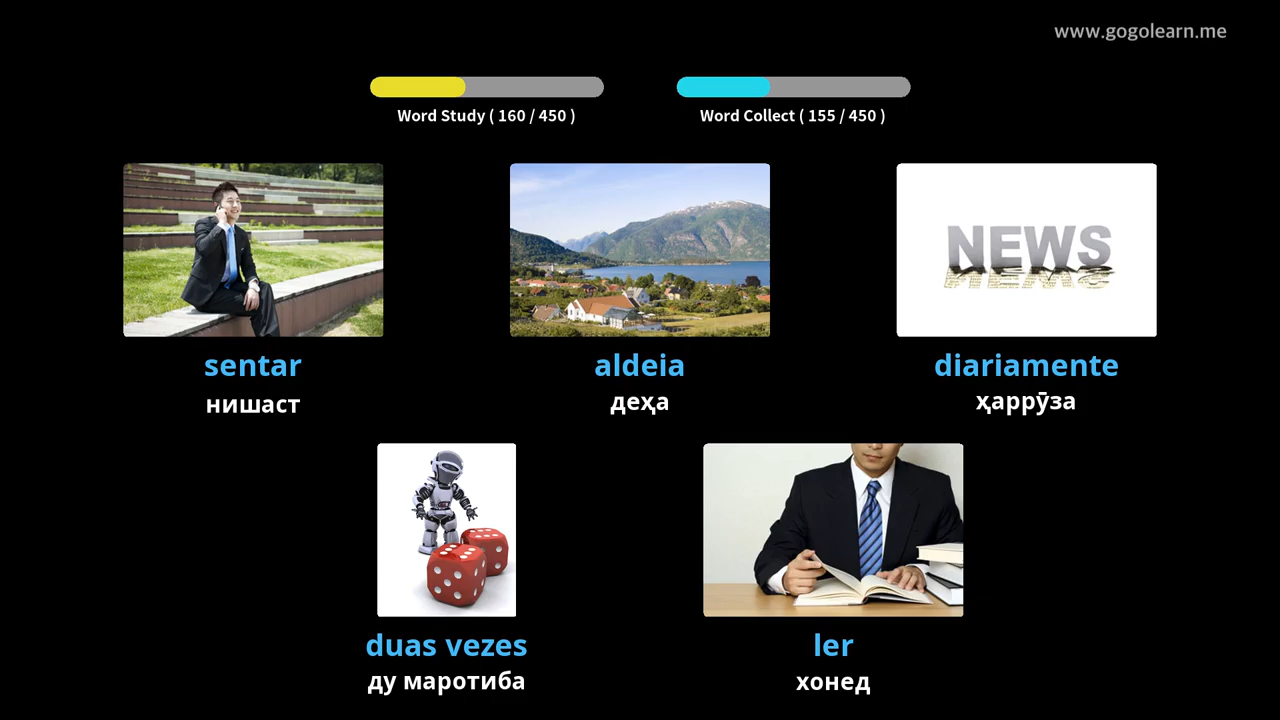 www.gogolearn.me
Word Study ( 160 / 450 )
Word Collect ( 155 / 450 )
NEWS
sentar
нишаст
aldeia
деҳа
diariamente
ҳаррӯза
duas vezes
ду маротиба
ler
хонед